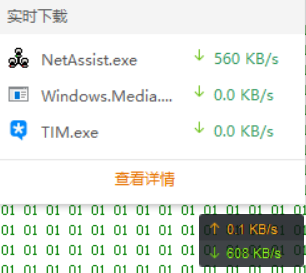 实时下载
NetAssist.exe ↓ 560 KB/s
Windows.Media.... ↓ 0.0 KB/s
TIM.exe ↓ 0.0 KB/s
查看详情
01 01 01 01 01 01 01 01 01 01 01 01 01
01 01 01 01 01 01 01 01 ↑ 0.1 KB/s
01 01 01 01 01 01 01 01 ↓ 608 KB/s
01 01 01 01 01 01 01 01 01 01 01 01 01